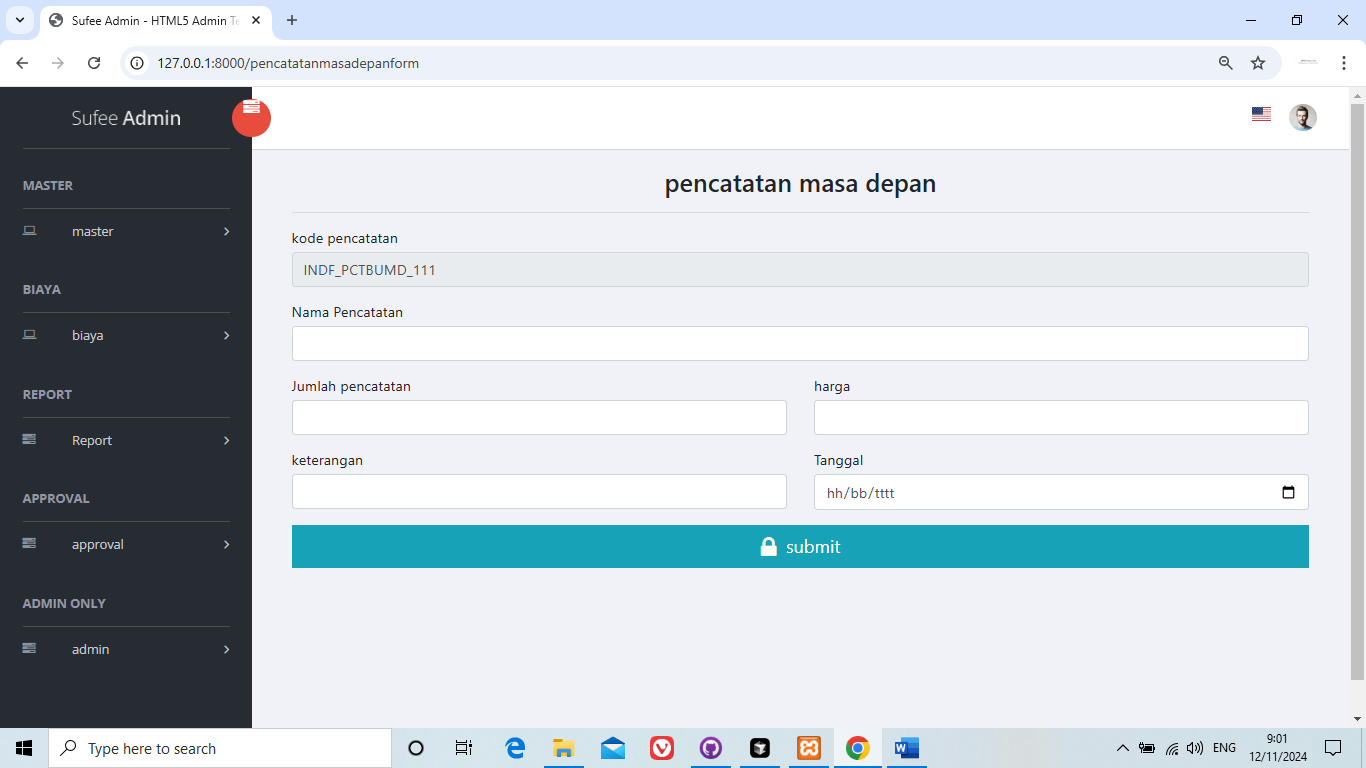 Sufee Admin - HTML5 Admin Te
127.0.0.1:8000/pencatatanmasadepanform
Sufee Admin
MASTER
master
BIAYA
biaya
REPORT
Report
APPROVAL
approval
ADMIN ONLY
admin
pencatatan masa depan
kode pencatatan
INDF_PCTBUMD_111
Nama Pencatatan
Jumlah pencatatan
harga
keterangan
Tanggal
hh/bb/tttt
submit
Type here to search
ENG
9:01
12/11/2024